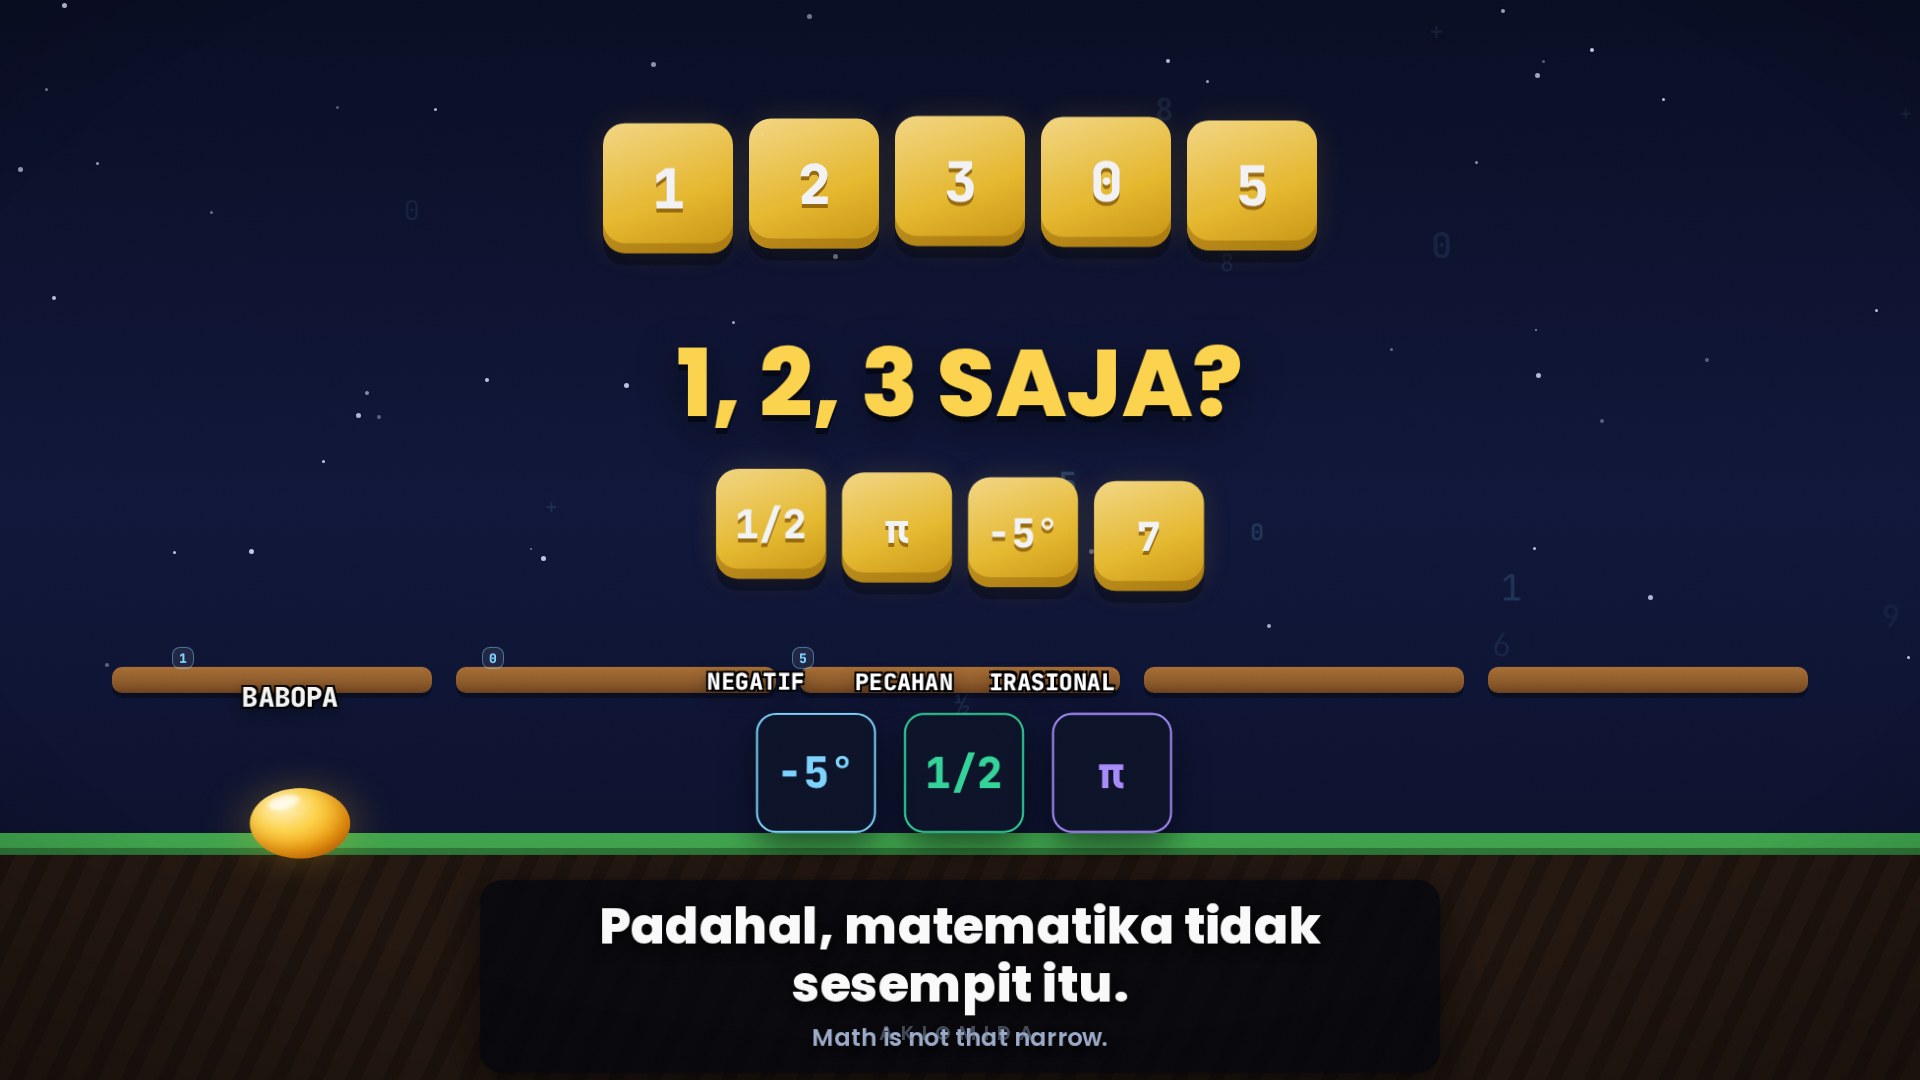 1 2 3 0 5
1, 2, 3 SAJA?
1/2 π -5° 7
1 0 5
BABOPA
NEGATIF PECAHAN IRASIONAL
-5° 1/2 π
Padahal, matematika tidak
sesempit itu.
Math is not that narrow.